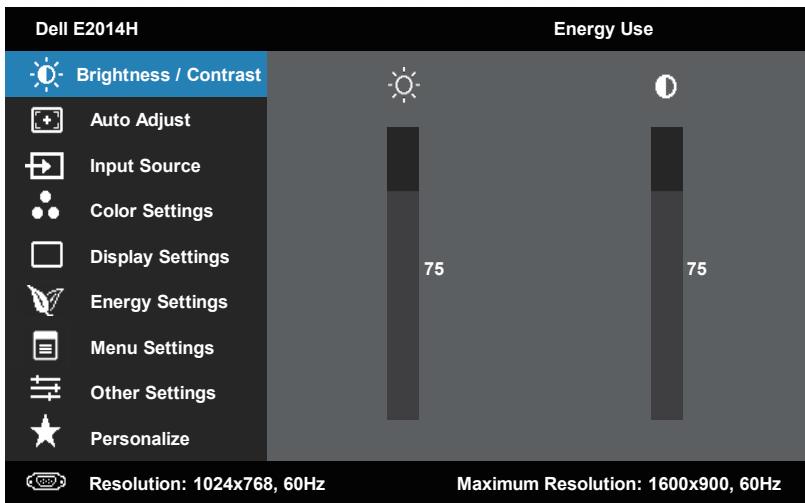 Dell E2014H Energy Use
Brightness / Contrast
Auto Adjust
Input Source
Color Settings
Display Settings
75 75
Energy Settings
Menu Settings
Other Settings
Personalize
Resolution: 1024x768, 60Hz Maximum Resolution: 1600x900, 60Hz